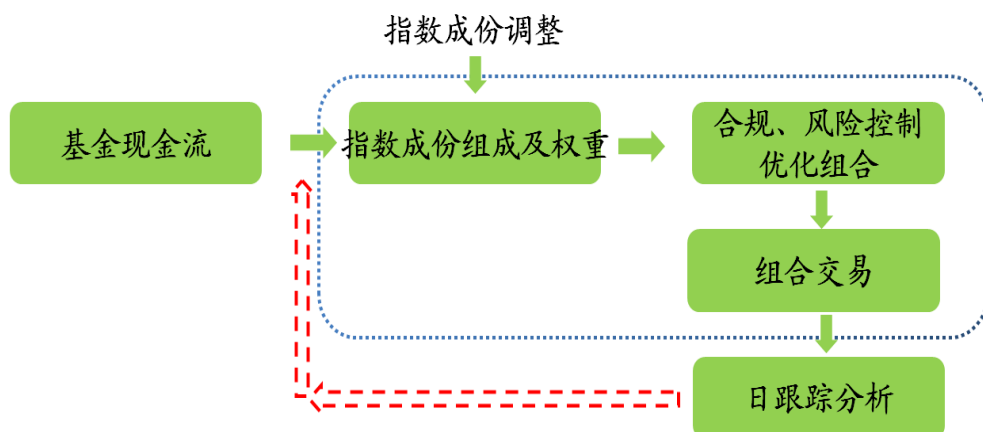 指数成份调整
基金现金流
指数成份组成及权重
合规、风险控制
优化组合
组合交易
日跟踪分析